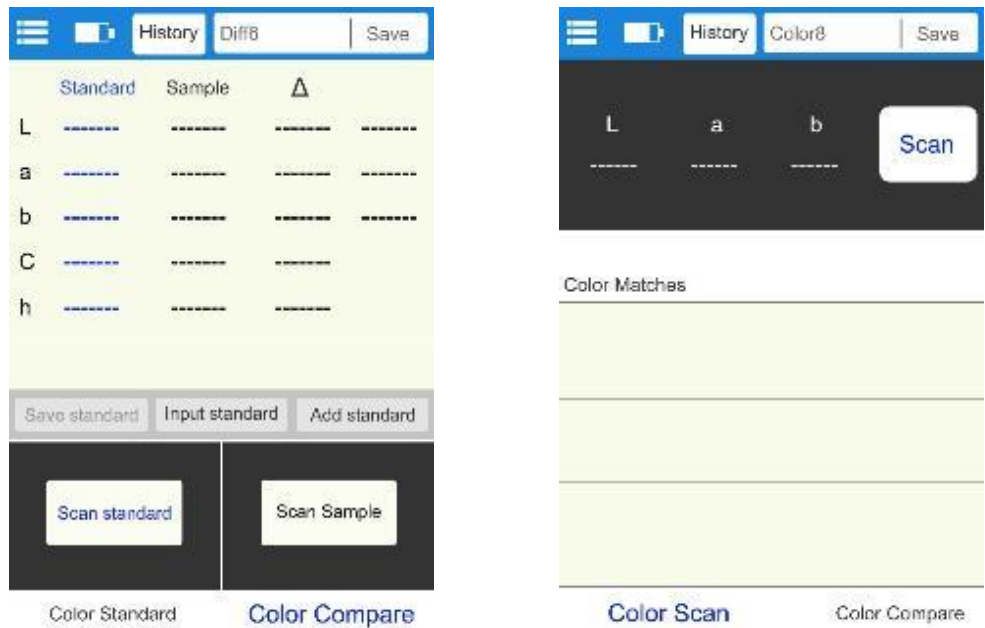 History Diff6 Save
Standard Sample Δ
L ------- ------- ------- -------
a ------- ------- ------- -------
b ------- ------- ------- -------
C ------- ------- -------
h ------- ------- -------
Save standard Input standard Add standard
Scan standard Scan Sample
Color Standard Color Compare
History Color8 Save
L a b
------ ------ ------
Scan
Color Matches
Color Scan Color Compare